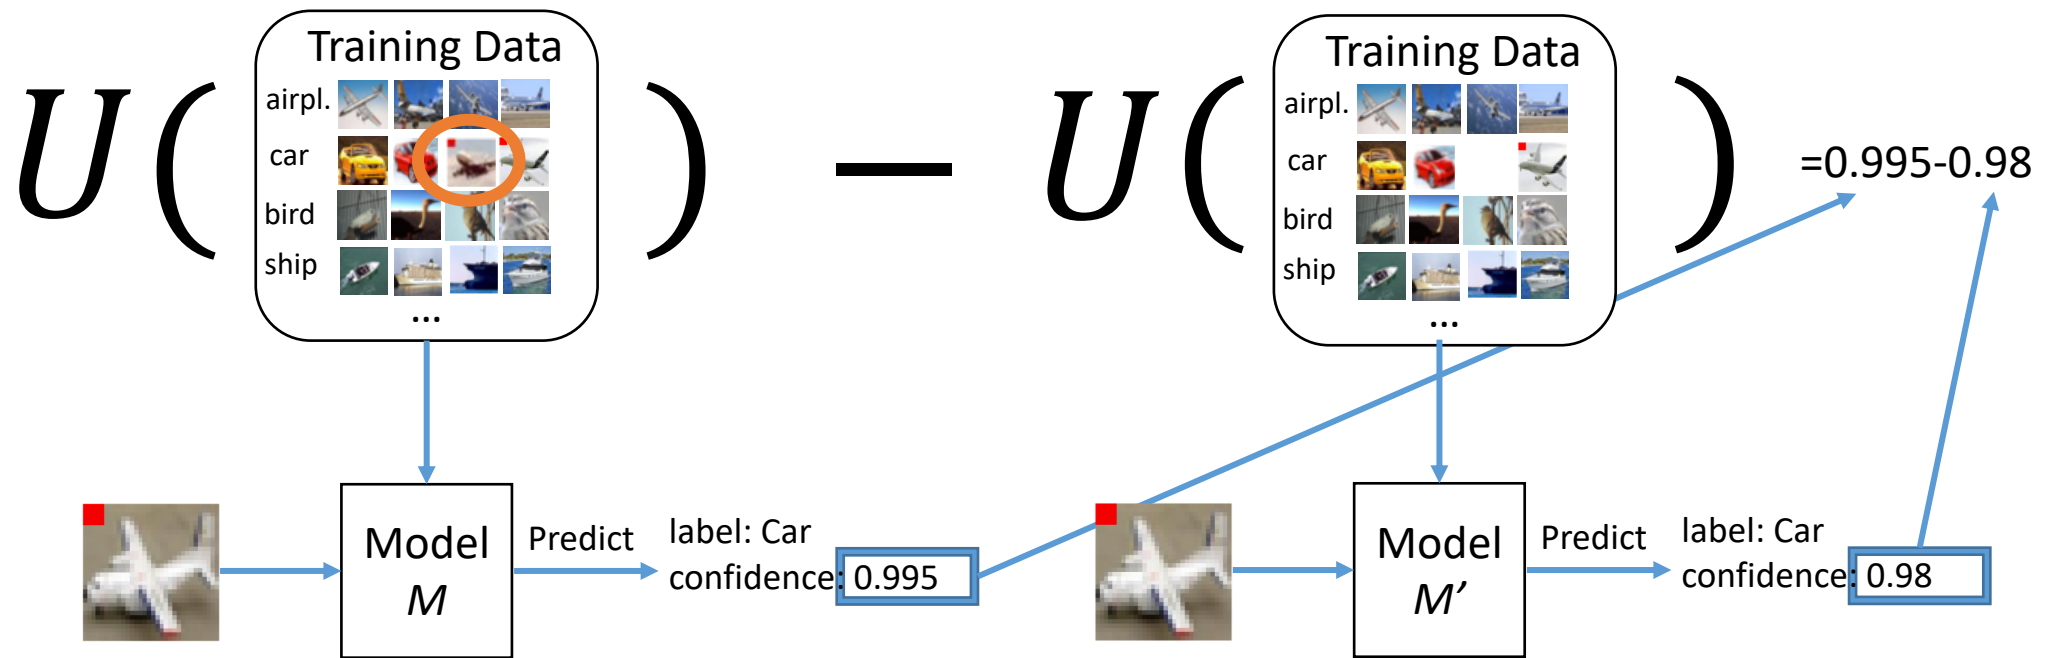 U ( Training Data ) — U ( Training Data ) =0.995-0.98
airpl.
car
bird
ship
...
airpl.
car
bird
ship
...
Model
M
Predict
label: Car
confidence: 0.995
Model
M’
Predict
label: Car
confidence: 0.98